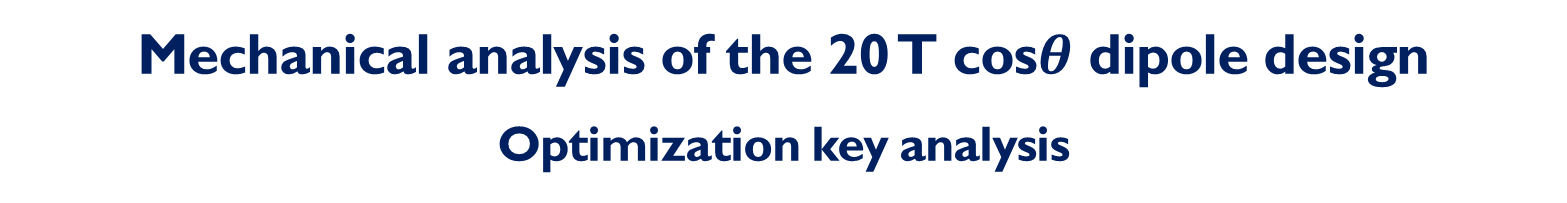 Mechanical analysis of the 20 T cosθ dipole design
Optimization key analysis